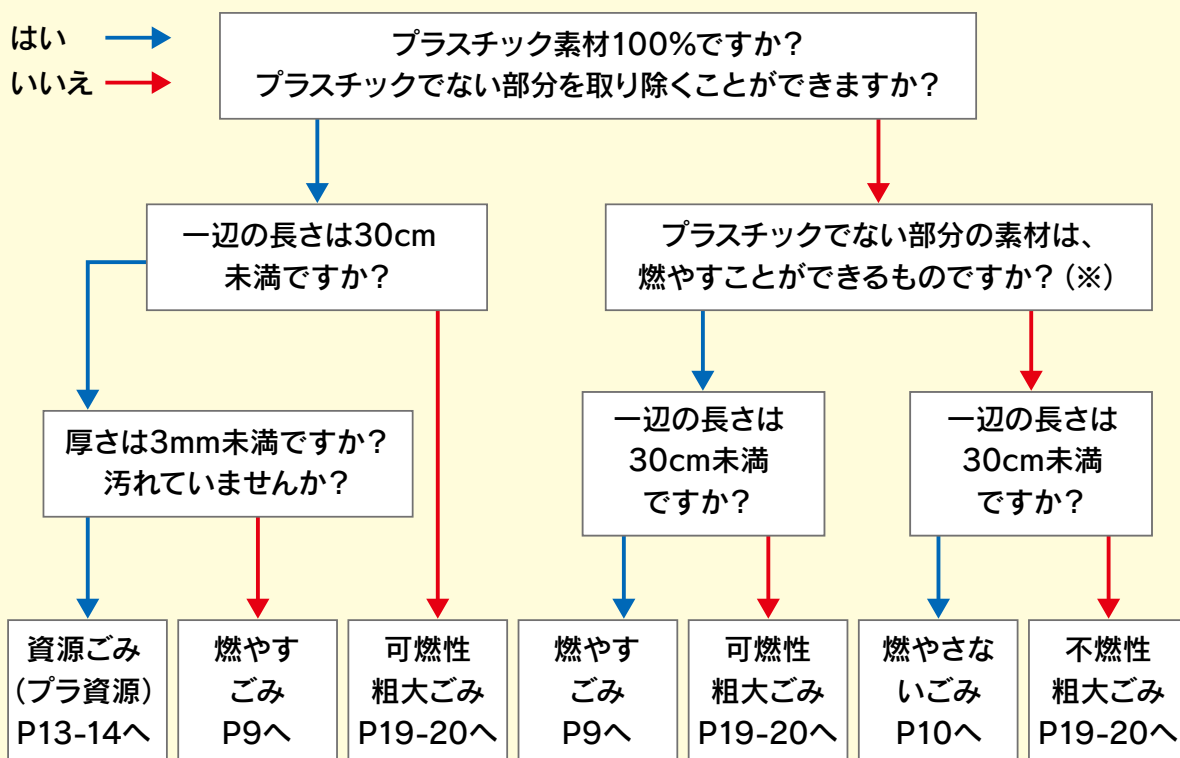 はい
いいえ
プラスチック素材100%ですか？
プラスチックでない部分を取り除くことができますか？
一辺の長さは30cm
未満ですか？
プラスチックでない部分の素材は、
燃やすことができるものですか？（※）
厚さは3mm未満ですか？
汚れていませんか？
一辺の長さは
30cm未満
ですか？
一辺の長さは
30cm未満
ですか？
資源ごみ
（プラ資源）
P13-14へ
燃やす
ごみ
P9へ
可燃性
粗大ごみ
P19-20へ
燃やす
ごみ
P9へ
可燃性
粗大ごみ
P19-20へ
燃やさな
いごみ
P10へ
不燃性
粗大ごみ
P19-20へ